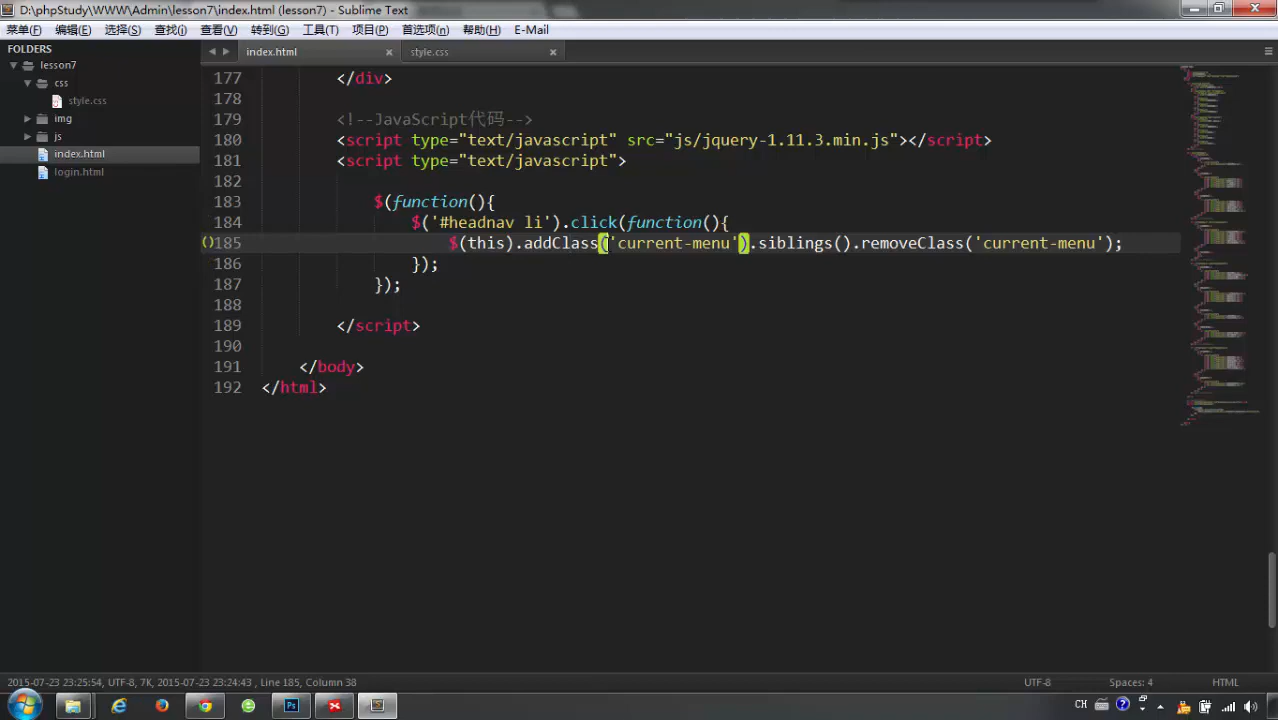 D:\phpStudy\WWW\Admin\lesson7\index.html (lesson7) - Sublime Text
菜单(F) 编辑(E) 选择(S) 查找(I) 查看(V) 转到(G) 工具(T) 项目(P) 首选项(n) 帮助(H) E-Mail
FOLDERS
lesson7
css
style.css
img
js
index.html
login.html
index.html × style.css ×
177 </div>
178
179 <!--JavaScript代码-->
180 <script type="text/javascript" src="js/jquery-1.11.3.min.js"></script>
181 <script type="text/javascript">
182
183 $(function(){
184 $('#headnav li').click(function(){
185 $(this).addClass('current-menu').siblings().removeClass('current-menu');
186 });
187 });
188
189 </script>
190
191 </body>
192 </html>
2015-07-23 23:25:54, UTF-8, 7K, 2015-07-23 23:24:43 , Line 185, Column 38 UTF-8 Spaces: 4 HTML
CH